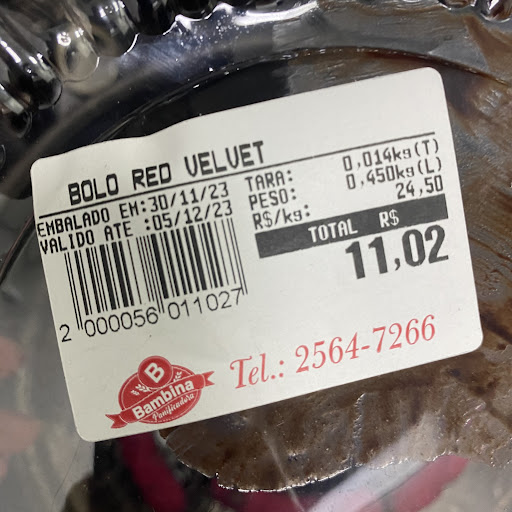 BOLO RED VELVET
EMBALADO EM:30/11/23
VALIDO ATE :05/12/23
TARA: 0,014kg(T)
PESO: 0,450kg(L)
R$/kg: 24,50
TOTAL R$
11,02
2 000056 011027
B
Bambina
Panificadora
Tel.: 2564-7266